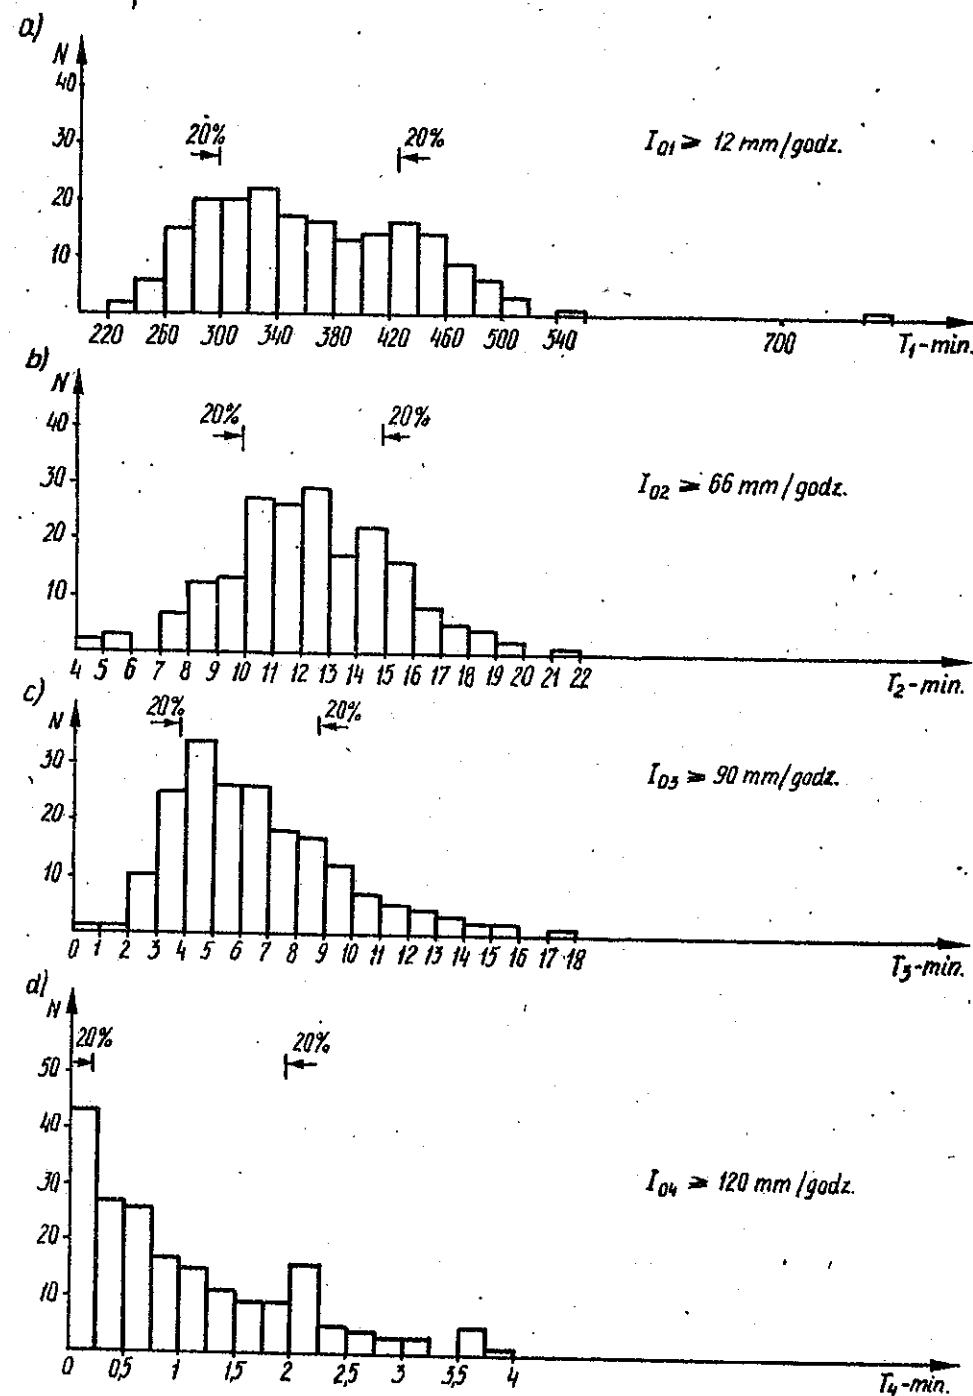 a)
N
40
30
20
10
20%
20%
I01 ≥ 12 mm/godz.
220 260 300 340 380 420 460 500 540 700 T1-min.
b)
N
40
30
20
10
20%
20%
I02 ≥ 66 mm/godz.
4 5 6 7 8 9 10 11 12 13 14 15 16 17 18 19 20 21 22
T2-min.
c)
N
30
20
10
20%
20%
I03 ≥ 90 mm/godz.
0 1 2 3 4 5 6 7 8 9 10 11 12 13 14 15 16 17 18
T3-min.
d)
N
50
40
30
20
10
20%
20%
I04 ≥ 120 mm/godz.
0 0,5 1 1,5 2 2,5 3 3,5 4
T4-min.